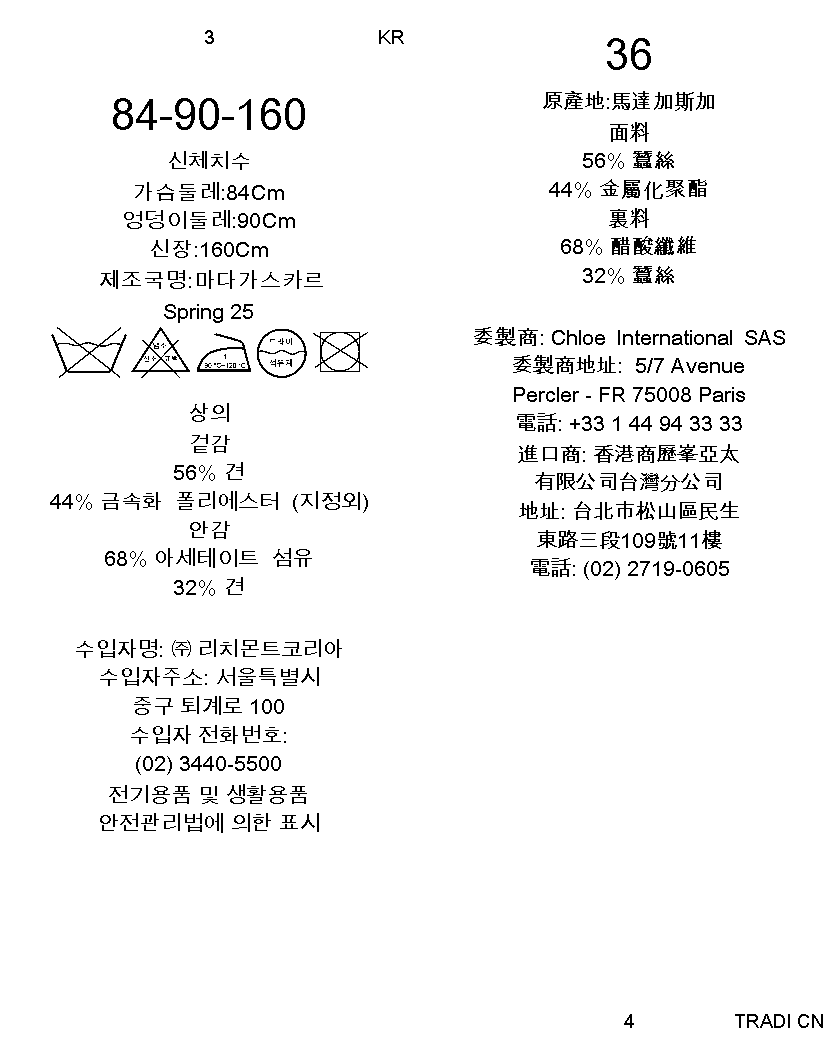 3 KR
84-90-160
신체치수
가슴둘레:84Cm
엉덩이둘레:90Cm
신장:160Cm
제조국명:마다가스카르
Spring 25
염소
산소 표백
1
80 ℃~120 ℃
드라이
석유계
상의
겉감
56% 견
44% 금속화 폴리에스터 (지정외)
안감
68% 아세테이트 섬유
32% 견
수입자명: ㈜ 리치몬트코리아
수입자주소: 서울특별시
중구 퇴계로 100
수입자 전화번호:
(02) 3440-5500
전기용품 및 생활용품
안전관리법에 의한 표시
36
原產地:馬達加斯加
面料
56% 蠶絲
44% 金屬化聚酯
裏料
68% 醋酸纖維
32% 蠶絲
委製商: Chloe International SAS
委製商地址: 5/7 Avenue
Percier - FR 75008 Paris
電話: +33 1 44 94 33 33
進口商: 香港商歷峯亞太
有限公司台灣分公司
地址: 台北市松山區民生
東路三段109號11樓
電話: (02) 2719-0605
4 TRADI CN